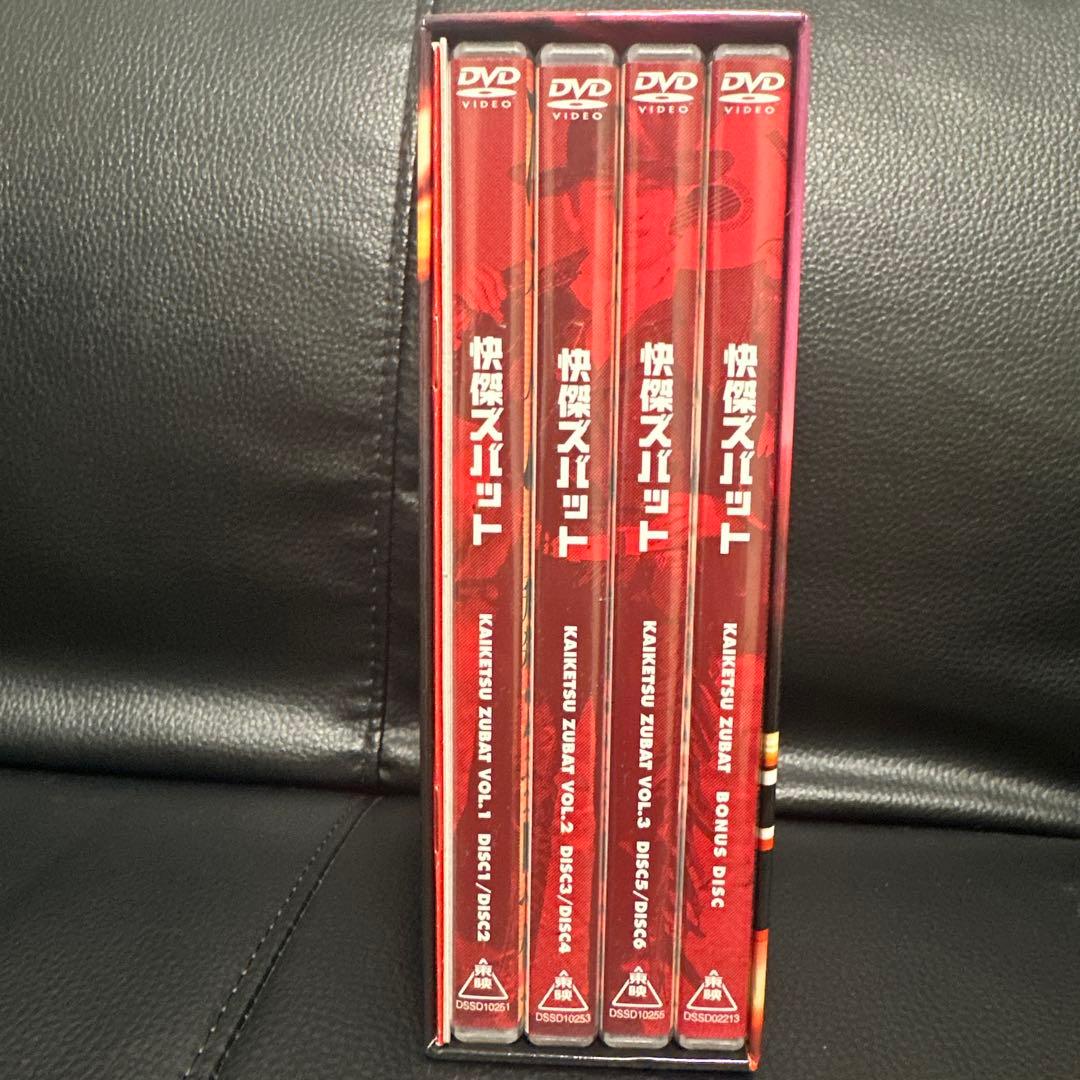 DVD
VIDEO
快傑ズバット
KAIKETSU ZUBAT VOL.1 DISC1/DISC2
東映
DSSD10251
DVD
VIDEO
快傑ズバット
KAIKETSU ZUBAT VOL.2 DISC3/DISC4
東映
DSSD10253
DVD
VIDEO
快傑ズバット
KAIKETSU ZUBAT VOL.3 DISC5/DISC6
東映
DSSD10255
DVD
VIDEO
快傑ズバット
KAIKETSU ZUBAT BONUS DISC
東映
DSSD02213